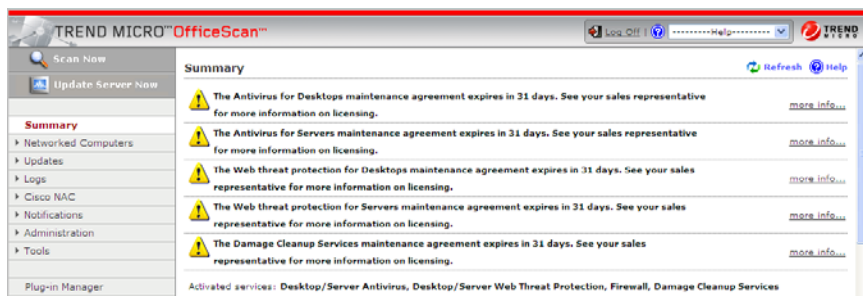 TREND MICRO™ OfficeScan™
Log Off | ---------Help---------
TREND MICRO
Scan Now
Update Server Now
Summary
Networked Computers
Updates
Logs
Cisco NAC
Notifications
Administration
Tools
Plug-in Manager
Summary
Refresh Help
The Antivirus for Desktops maintenance agreement expires in 31 days. See your sales representative
for more information on licensing.
more info...
The Antivirus for Servers maintenance agreement expires in 31 days. See your sales representative
for more information on licensing.
more info...
The Web threat protection for Desktops maintenance agreement expires in 31 days. See your sales
representative for more information on licensing.
more info...
The Web threat protection for Servers maintenance agreement expires in 31 days. See your sales
representative for more information on licensing.
more info...
The Damage Cleanup Services maintenance agreement expires in 31 days. See your sales
representative for more information on licensing.
more info...
Activated services: Desktop/Server Antivirus, Desktop/Server Web Threat Protection, Firewall, Damage Cleanup Services